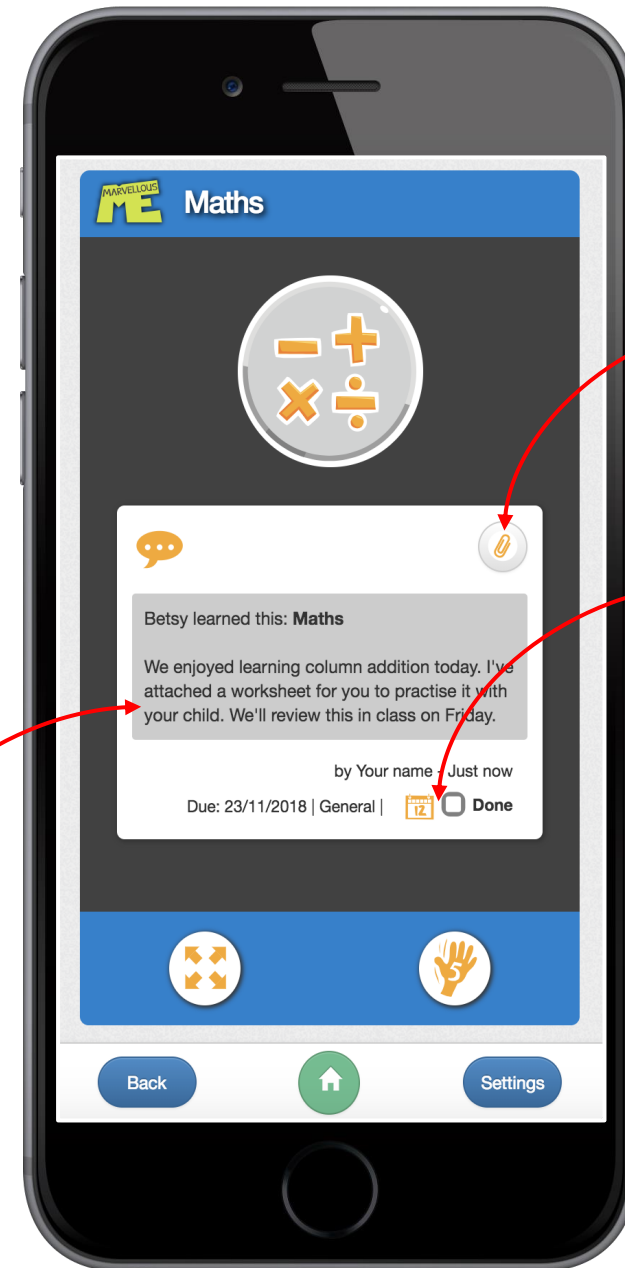 MARVELLOUS
ME
Maths
Betsy learned this: Maths
We enjoyed learning column addition today. I've
attached a worksheet for you to practise it with
your child. We'll review this in class on Friday.
by Your name - Just now
Due: 23/11/2018 | General |
12
Done
5
Back
Settings